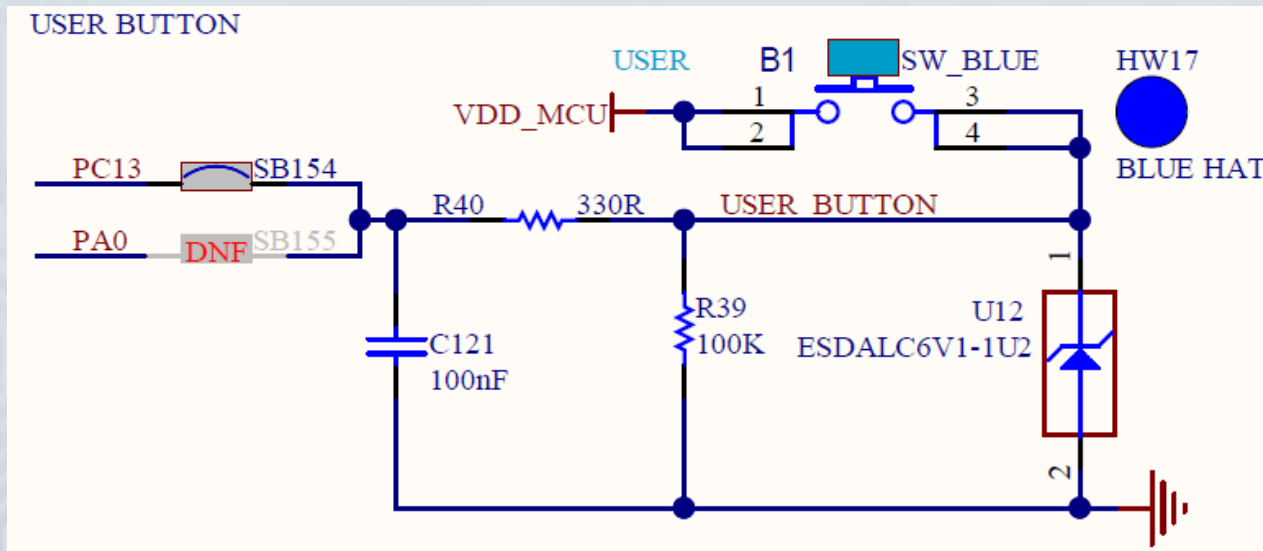 USER BUTTON
USER
B1
SW_BLUE
HW17
VDD_MCU
1
3
2
4
BLUE HAT
PC13
SB154
R40
330R
USER_BUTTON
PA0
DNF
SB155
1
R39
100K
U12
ESDALC6V1-1U2
C121
100nF
2